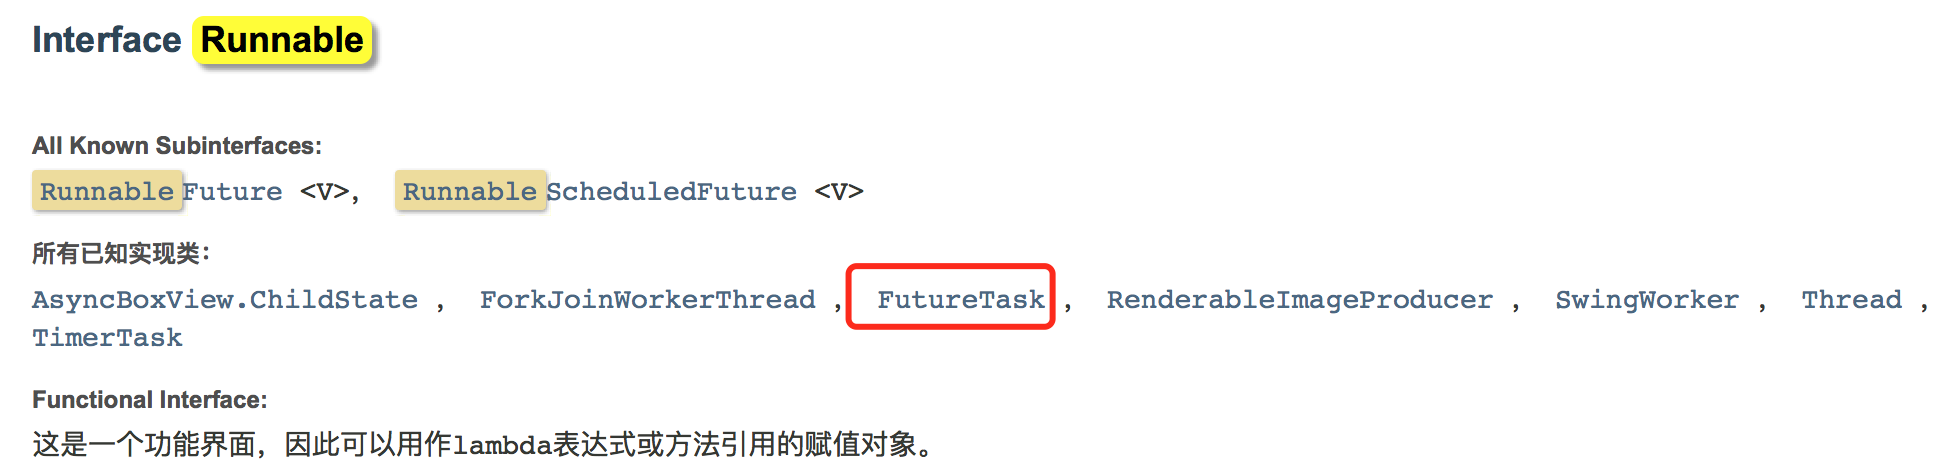 Interface Runnable
All Known Subinterfaces:
RunnableFuture <V>, RunnableScheduledFuture <V>
所有已知实现类：
AsyncBoxView.ChildState , ForkJoinWorkerThread , FutureTask , RenderableImageProducer , SwingWorker , Thread ,
TimerTask
Functional Interface:
这是一个功能界面，因此可以用作lambda表达式或方法引用的赋值对象。